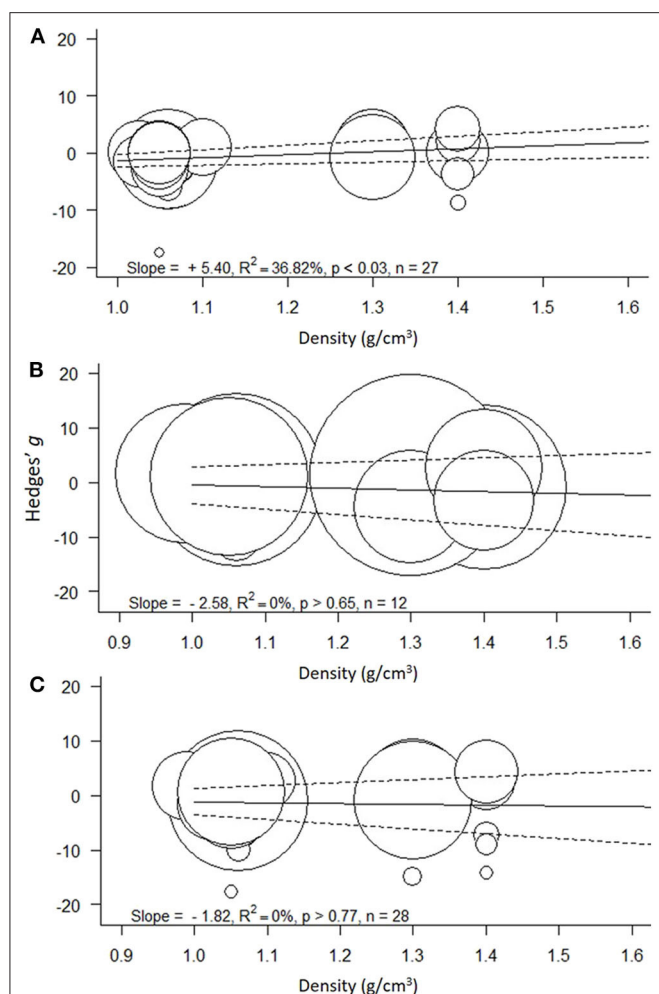 A
20
10
0
-10
-20
Slope = + 5.40, R² = 36.82%, p < 0.03, n = 27
1.0 1.1 1.2 1.3 1.4 1.5 1.6
Density (g/cm³)
B
20
10
0
-10
-20
Hedges' g
Slope = - 2.58, R² = 0%, p > 0.65, n = 12
0.9 1.0 1.1 1.2 1.3 1.4 1.5 1.6
Density (g/cm³)
C
20
10
0
-10
-20
Slope = - 1.82, R² = 0%, p > 0.77, n = 28
0.9 1.0 1.1 1.2 1.3 1.4 1.5 1.6
Density (g/cm³)